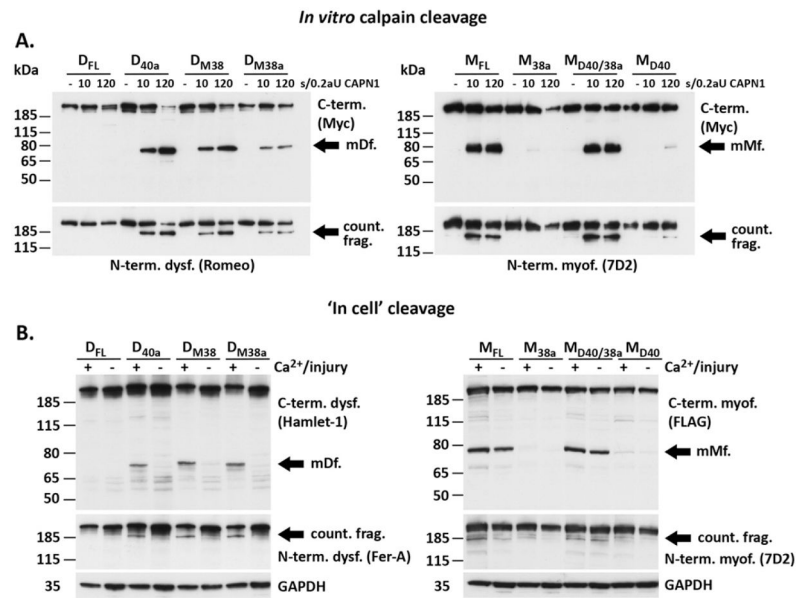 In vitro calpain cleavage
A.
kDa
DFL D40a DM38 DM38a
- 10 120 - 10 120 - 10 120 - 10 120 s/0.2aU CAPN1
185
115
80
65
50
C-term.
(Myc)
mDf.
185
115
count.
frag.
N-term. dysf. (Romeo)
kDa
MFL M38a MD40/38a MD40
- 10 120 - 10 120 - 10 120 - 10 120 s/0.2aU CAPN1
185
115
80
65
50
C-term.
(Myc)
mMf.
185
115
count.
frag.
N-term. myof. (7D2)
'In cell' cleavage
B.
DFL D40a DM38 DM38a
+ - + - + - + - Ca2+/injury
185
115
80
65
50
C-term. dysf.
(Hamlet-1)
mDf.
185
115
count. frag.
N-term. dysf. (Fer-A)
35
GAPDH
MFL M38a MD40/38a MD40
+ - + - + - + - Ca2+/injury
185
115
80
65
50
C-term. myof.
(FLAG)
mMf.
185
115
count. frag.
N-term. myof. (7D2)
35
GAPDH